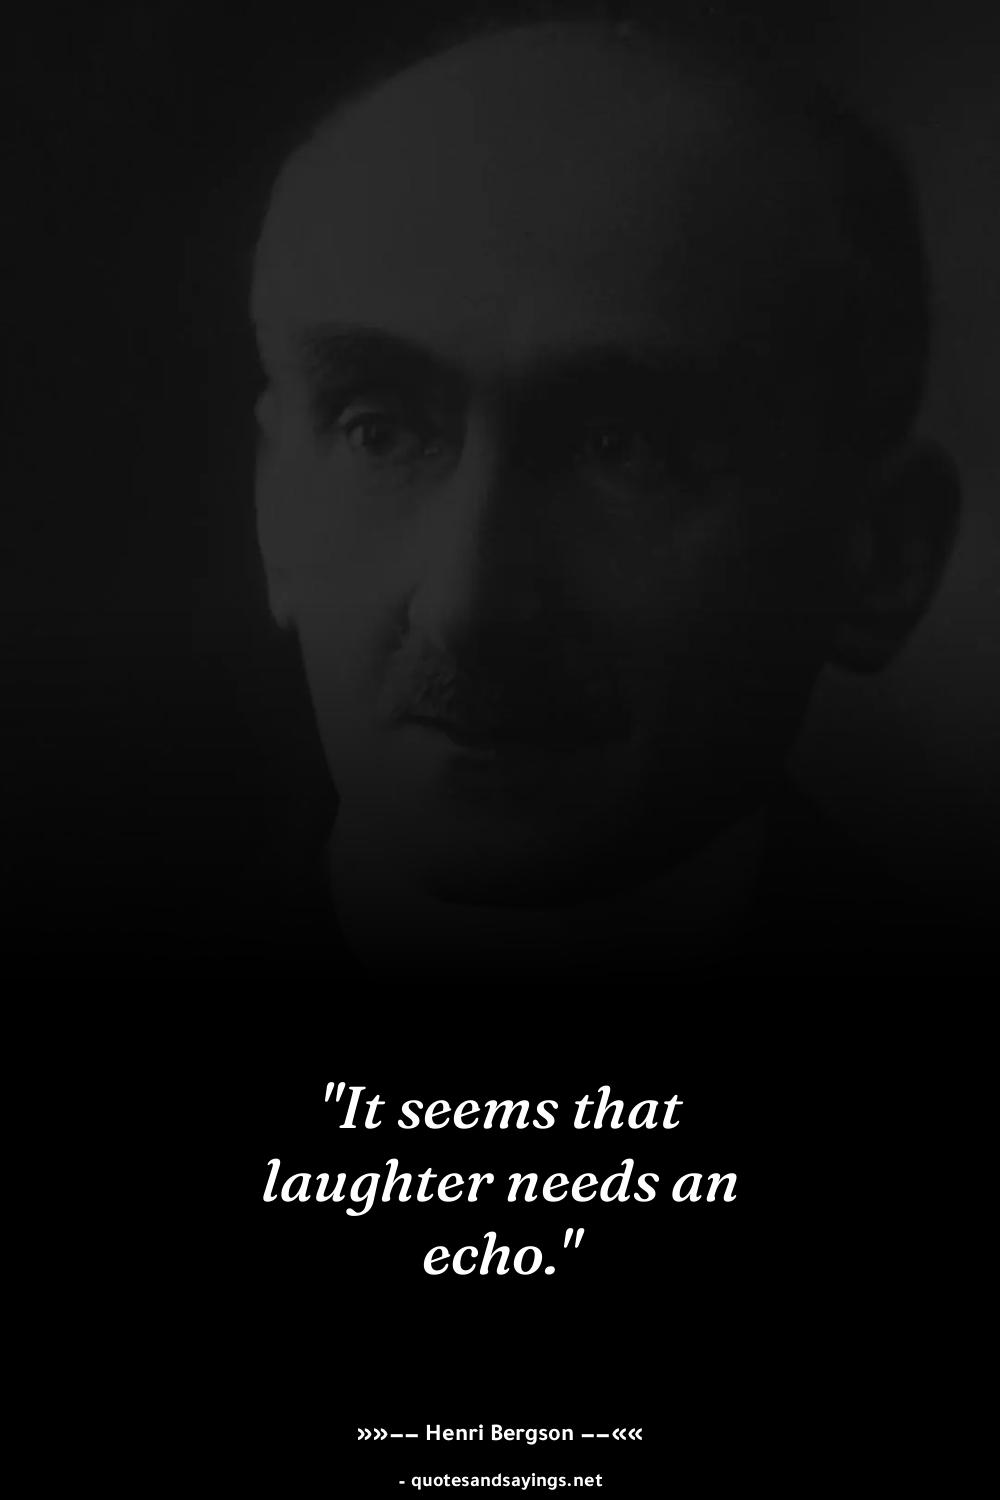 "It seems that
laughter needs an
echo."
»»−− Henri Bergson −−««
- quotesandsayings.net